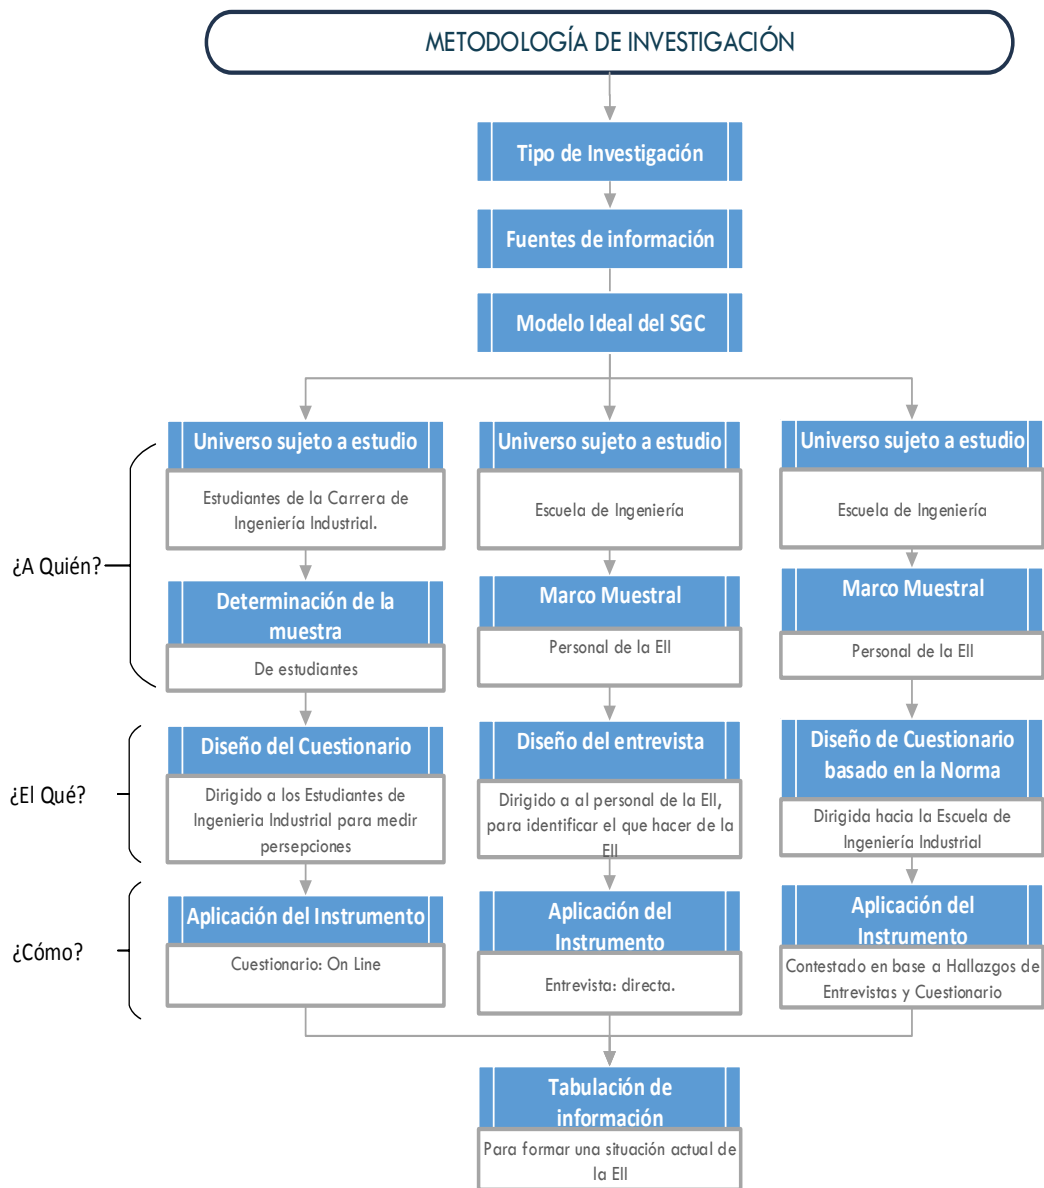 METODOLOGÍA DE INVESTIGACIÓN
Tipo de Investigación
Fuentes de información
Modelo Ideal del SGC
¿A Quién?
Universo sujeto a estudio
Estudiantes de la Carrera de
Ingeniería Industrial.
Determinación de la
muestra
De estudiantes
Universo sujeto a estudio
Escuela de Ingeniería
Marco Muestral
Personal de la EII
Universo sujeto a estudio
Escuela de Ingeniería
Marco Muestral
Personal de la EII
¿El Qué?
Diseño del Cuestionario
Dirigido a los Estudiantes de
Ingenieria Industrial para medir
persepciones
Diseño del entrevista
Dirigido a al personal de la EII,
para identificar el que hacer de la
EII
Diseño de Cuestionario
basado en la Norma
Dirigida hacia la Escuela de
Ingeniería Industrial
¿Cómo?
Aplicación del Instrumento
Cuestionario: On Line
Aplicación del
Instrumento
Entrevista: directa.
Aplicación del
Instrumento
Contestado en base a Hallazgos de
Entrevistas y Cuestionario
Tabulación de
información
Para formar una situación actual de
la EII